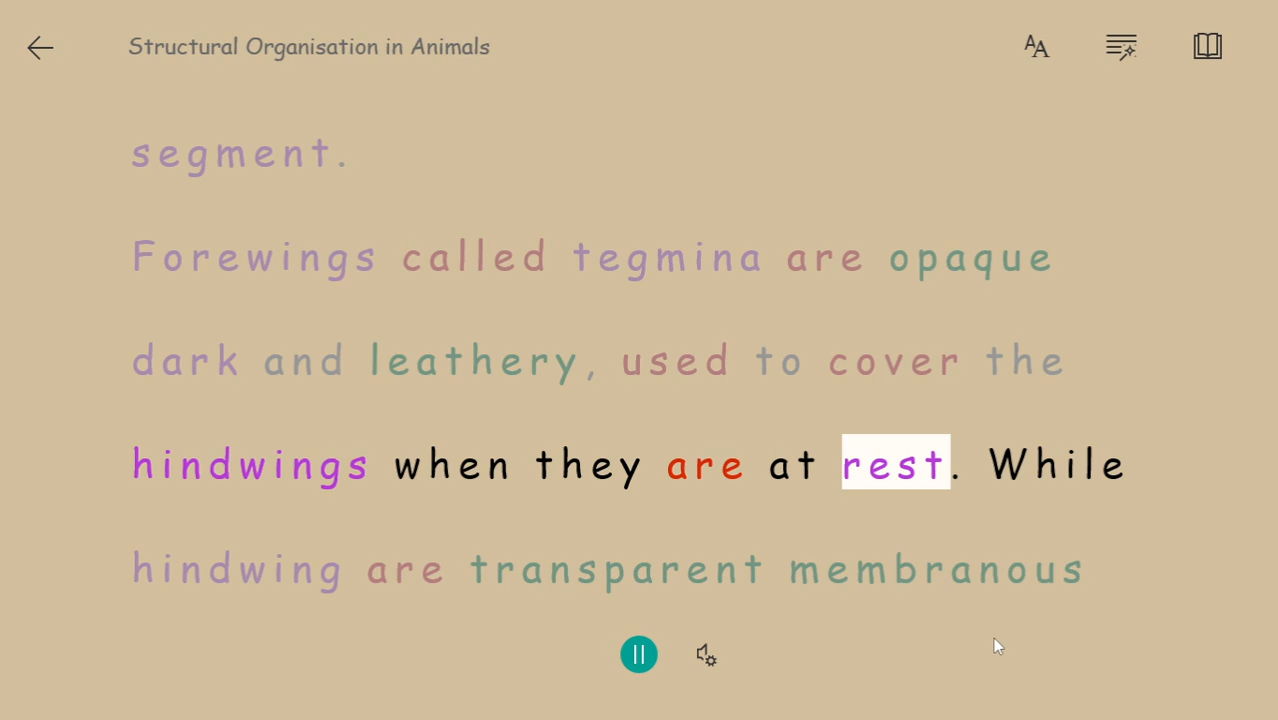 Structural Organisation in Animals
segment.
Forewings called tegmina are opaque
dark and leathery, used to cover the
hindwings when they are at rest. While
hindwing are transparent membranous